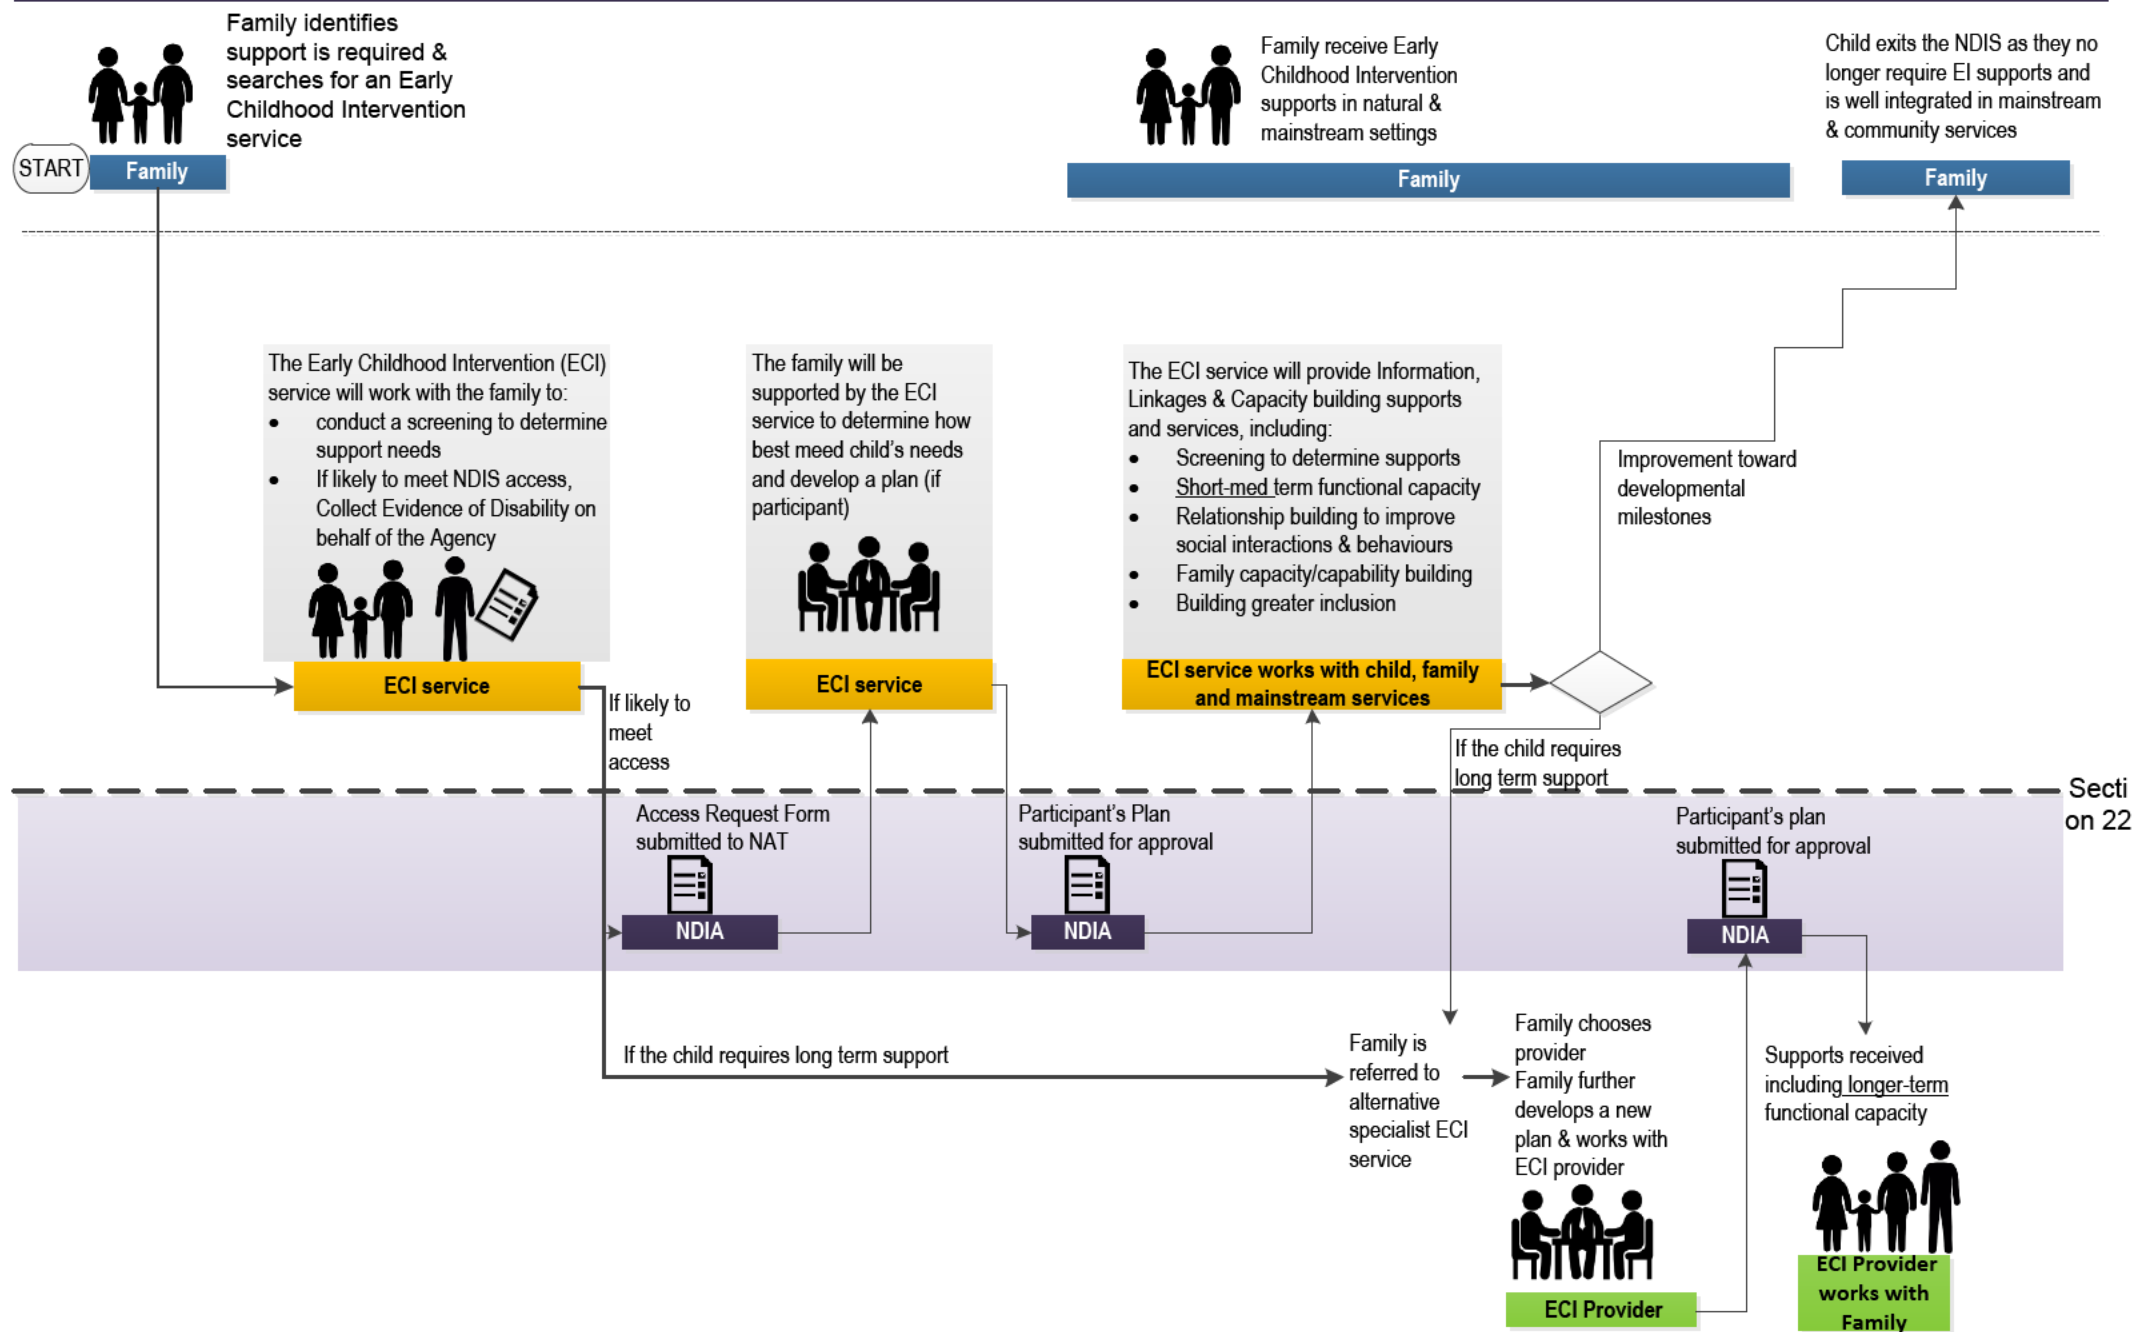 Family identifies
support is required &
searches for an Early
Childhood Intervention
service
START
Family
Family receive Early
Childhood Intervention
supports in natural &
mainstream settings
Family
Child exits the NDIS as they no
longer require EI supports and
is well integrated in mainstream
& community services
Family
The Early Childhood Intervention (ECI)
service will work with the family to:
• conduct a screening to determine
support needs
• If likely to meet NDIS access,
Collect Evidence of Disability on
behalf of the Agency
ECI service
If likely to
meet
access
The family will be
supported by the ECI
service to determine how
best meed child's needs
and develop a plan (if
participant)
ECI service
The ECI service will provide Information,
Linkages & Capacity building supports
and services, including:
• Screening to determine supports
• Short-med term functional capacity
• Relationship building to improve
social interactions & behaviours
• Family capacity/capability building
• Building greater inclusion
ECI service works with child, family
and mainstream services
Improvement toward
developmental
milestones
If the child requires
long term support
Secti
on 22
Access Request Form
submitted to NAT
NDIA
Participant's Plan
submitted for approval
NDIA
Participant's plan
submitted for approval
NDIA
If the child requires long term support
Family is
referred to
alternative
specialist ECI
service
Family chooses
provider
Family further
develops a new
plan & works with
ECI provider
ECI Provider
Supports received
including longer-term
functional capacity
ECI Provider
works with
Family